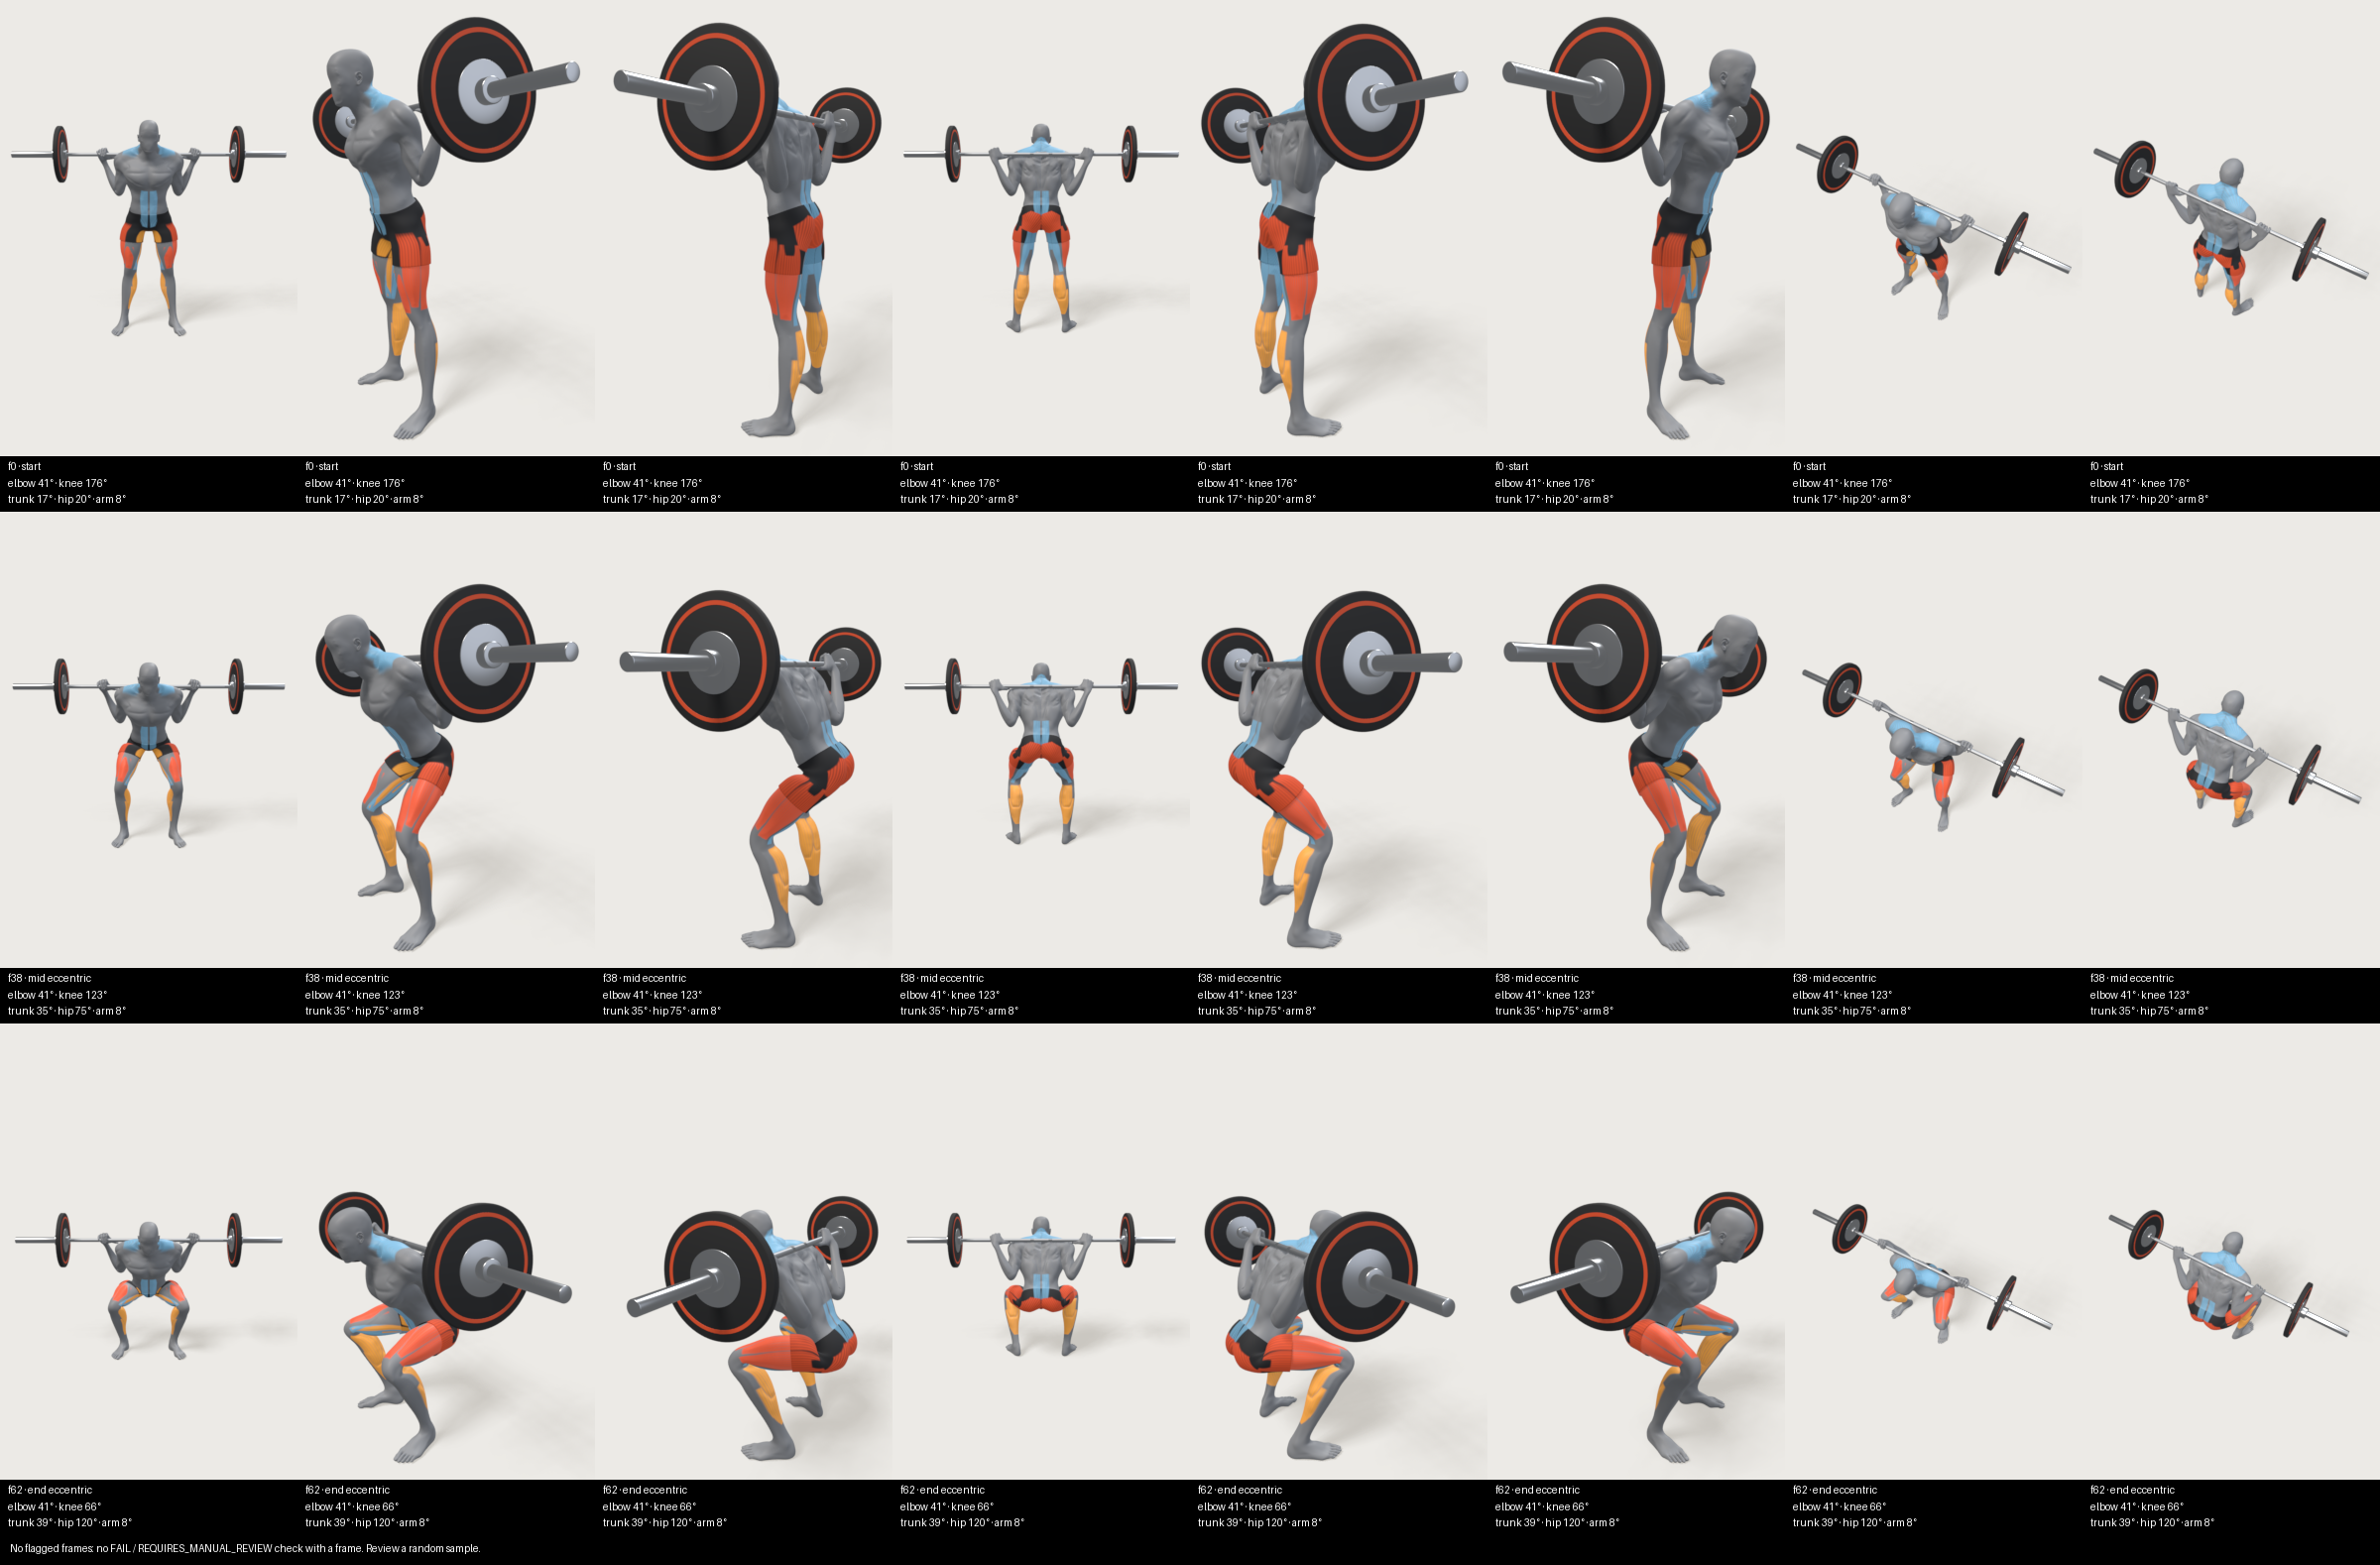 f0·start
elbow 41°·knee 176°
trunk 17°·hip 20°·arm 8°
f0·start
elbow 41°·knee 176°
trunk 17°·hip 20°·arm 8°
f0·start
elbow 41°·knee 176°
trunk 17°·hip 20°·arm 8°
f0·start
elbow 41°·knee 176°
trunk 17°·hip 20°·arm 8°
f0·start
elbow 41°·knee 176°
trunk 17°·hip 20°·arm 8°
f0·start
elbow 41°·knee 176°
trunk 17°·hip 20°·arm 8°
f0·start
elbow 41°·knee 176°
trunk 17°·hip 20°·arm 8°
f0·start
elbow 41°·knee 176°
trunk 17°·hip 20°·arm 8°
f38·mid eccentric
elbow 41°·knee 123°
trunk 35°·hip 75°·arm 8°
f38·mid eccentric
elbow 41°·knee 123°
trunk 35°·hip 75°·arm 8°
f38·mid eccentric
elbow 41°·knee 123°
trunk 35°·hip 75°·arm 8°
f38·mid eccentric
elbow 41°·knee 123°
trunk 35°·hip 75°·arm 8°
f38·mid eccentric
elbow 41°·knee 123°
trunk 35°·hip 75°·arm 8°
f38·mid eccentric
elbow 41°·knee 123°
trunk 35°·hip 75°·arm 8°
f38·mid eccentric
elbow 41°·knee 123°
trunk 35°·hip 75°·arm 8°
f38·mid eccentric
elbow 41°·knee 123°
trunk 35°·hip 75°·arm 8°
f62·end eccentric
elbow 41°·knee 66°
trunk 39°·hip 120°·arm 8°
f62·end eccentric
elbow 41°·knee 66°
trunk 39°·hip 120°·arm 8°
f62·end eccentric
elbow 41°·knee 66°
trunk 39°·hip 120°·arm 8°
f62·end eccentric
elbow 41°·knee 66°
trunk 39°·hip 120°·arm 8°
f62·end eccentric
elbow 41°·knee 66°
trunk 39°·hip 120°·arm 8°
f62·end eccentric
elbow 41°·knee 66°
trunk 39°·hip 120°·arm 8°
f62·end eccentric
elbow 41°·knee 66°
trunk 39°·hip 120°·arm 8°
f62·end eccentric
elbow 41°·knee 66°
trunk 39°·hip 120°·arm 8°
No flagged frames: no FAIL / REQUIRES_MANUAL_REVIEW check with a frame. Review a random sample.